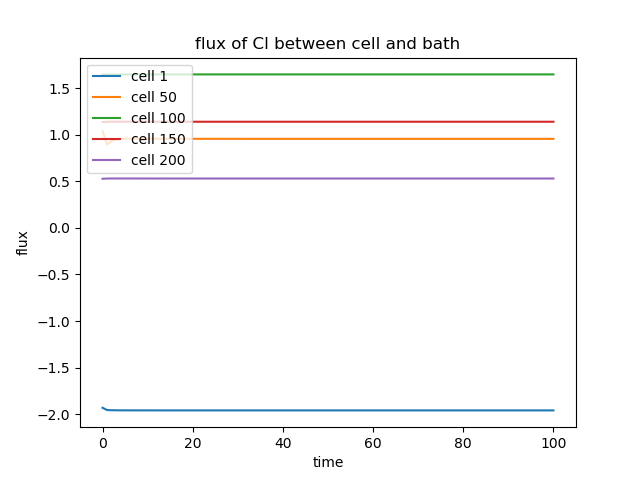 flux of Cl between cell and bath
cell 1
cell 50
cell 100
cell 150
cell 200
1.5
1.0
0.5
0.0
−0.5
−1.0
−1.5
−2.0
flux
0
20
40
60
80
100
time